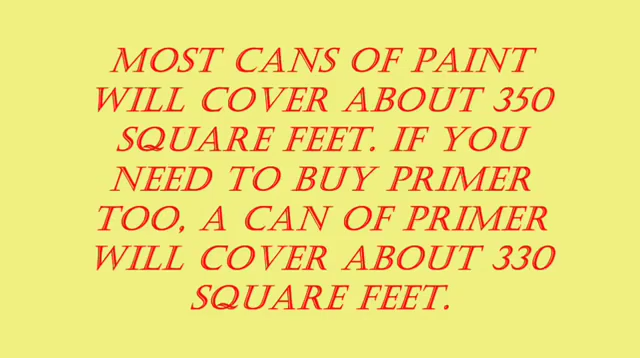 MOST CANS OF PAINT
WILL COVER ABOUT 350
SQUARE FEET. IF YOU
NEED TO BUY PRIMER
TOO, A CAN OF PRIMER
WILL COVER ABOUT 330
SQUARE FEET.